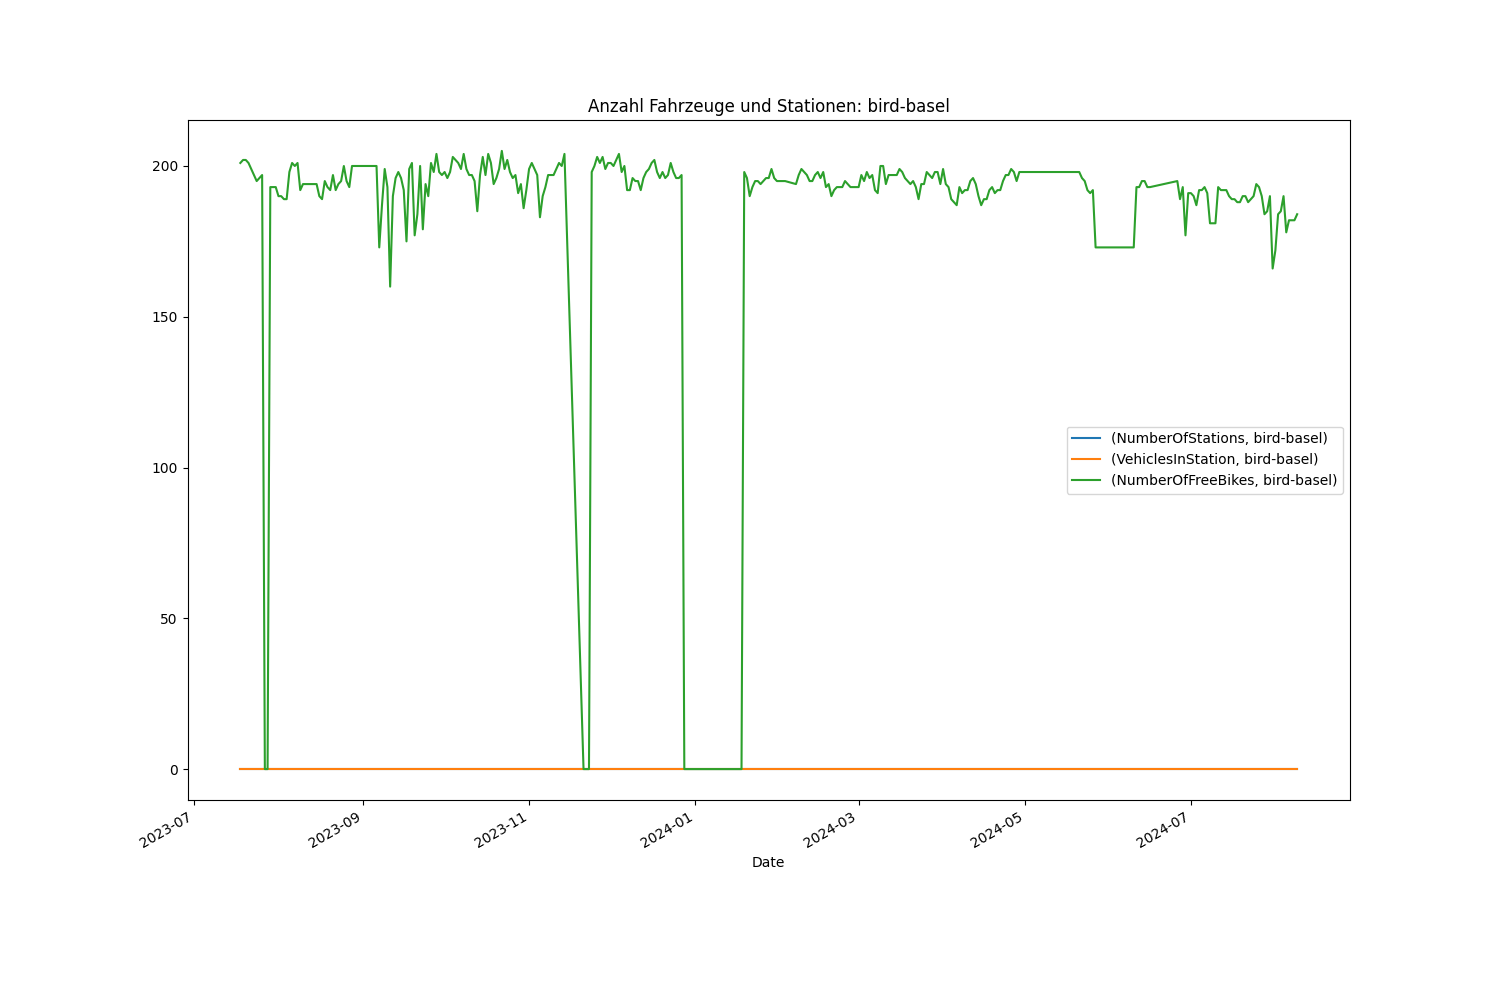 Anzahl Fahrzeuge und Stationen: bird-basel
200
150
100
50
0
(NumberOfStations, bird-basel)
(VehiclesInStation, bird-basel)
(NumberOfFreeBikes, bird-basel)
2023-07
2023-09
2023-11
2024-01
2024-03
2024-05
2024-07
Date